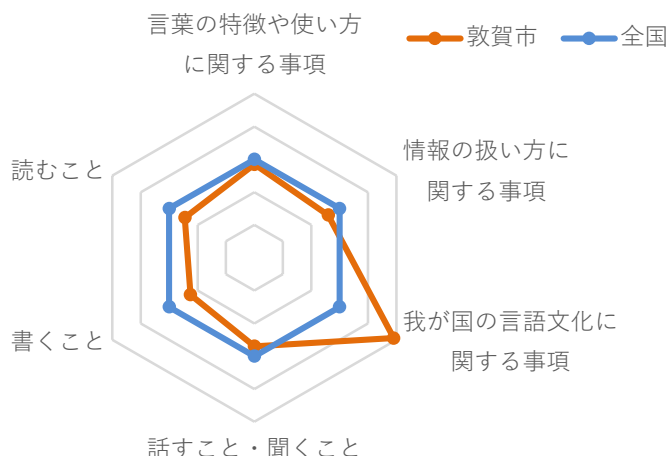 言葉の特徴や使い方
に関する事項
敦賀市
全国
情報の扱い方に
関する事項
我が国の言語文化に
関する事項
話すこと・聞くこと
書くこと
読むこと